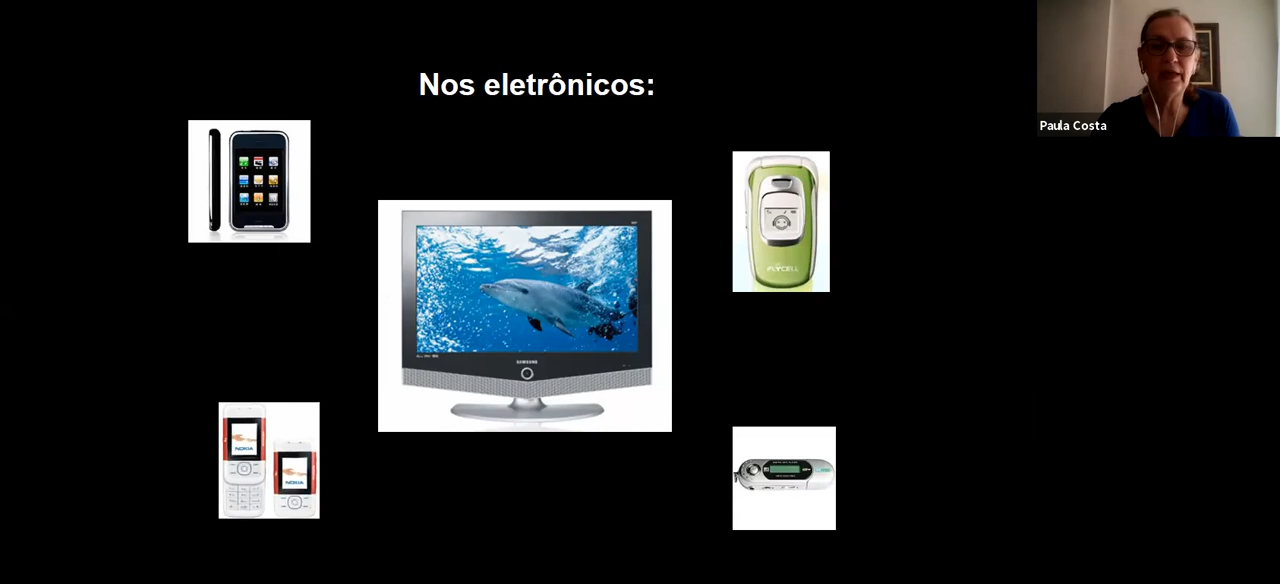 Nos eletrônicos:
Paula Costa
FLYCELL
SAMSUNG
NOKIA
NOKIA